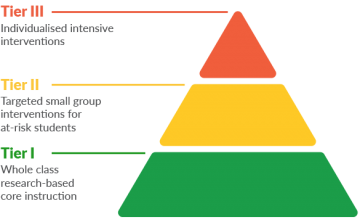 Tier III
Individualised intensive
interventions
Tier II
Targeted small group
interventions for
at-risk students
Tier I
Whole class
research-based
core instruction